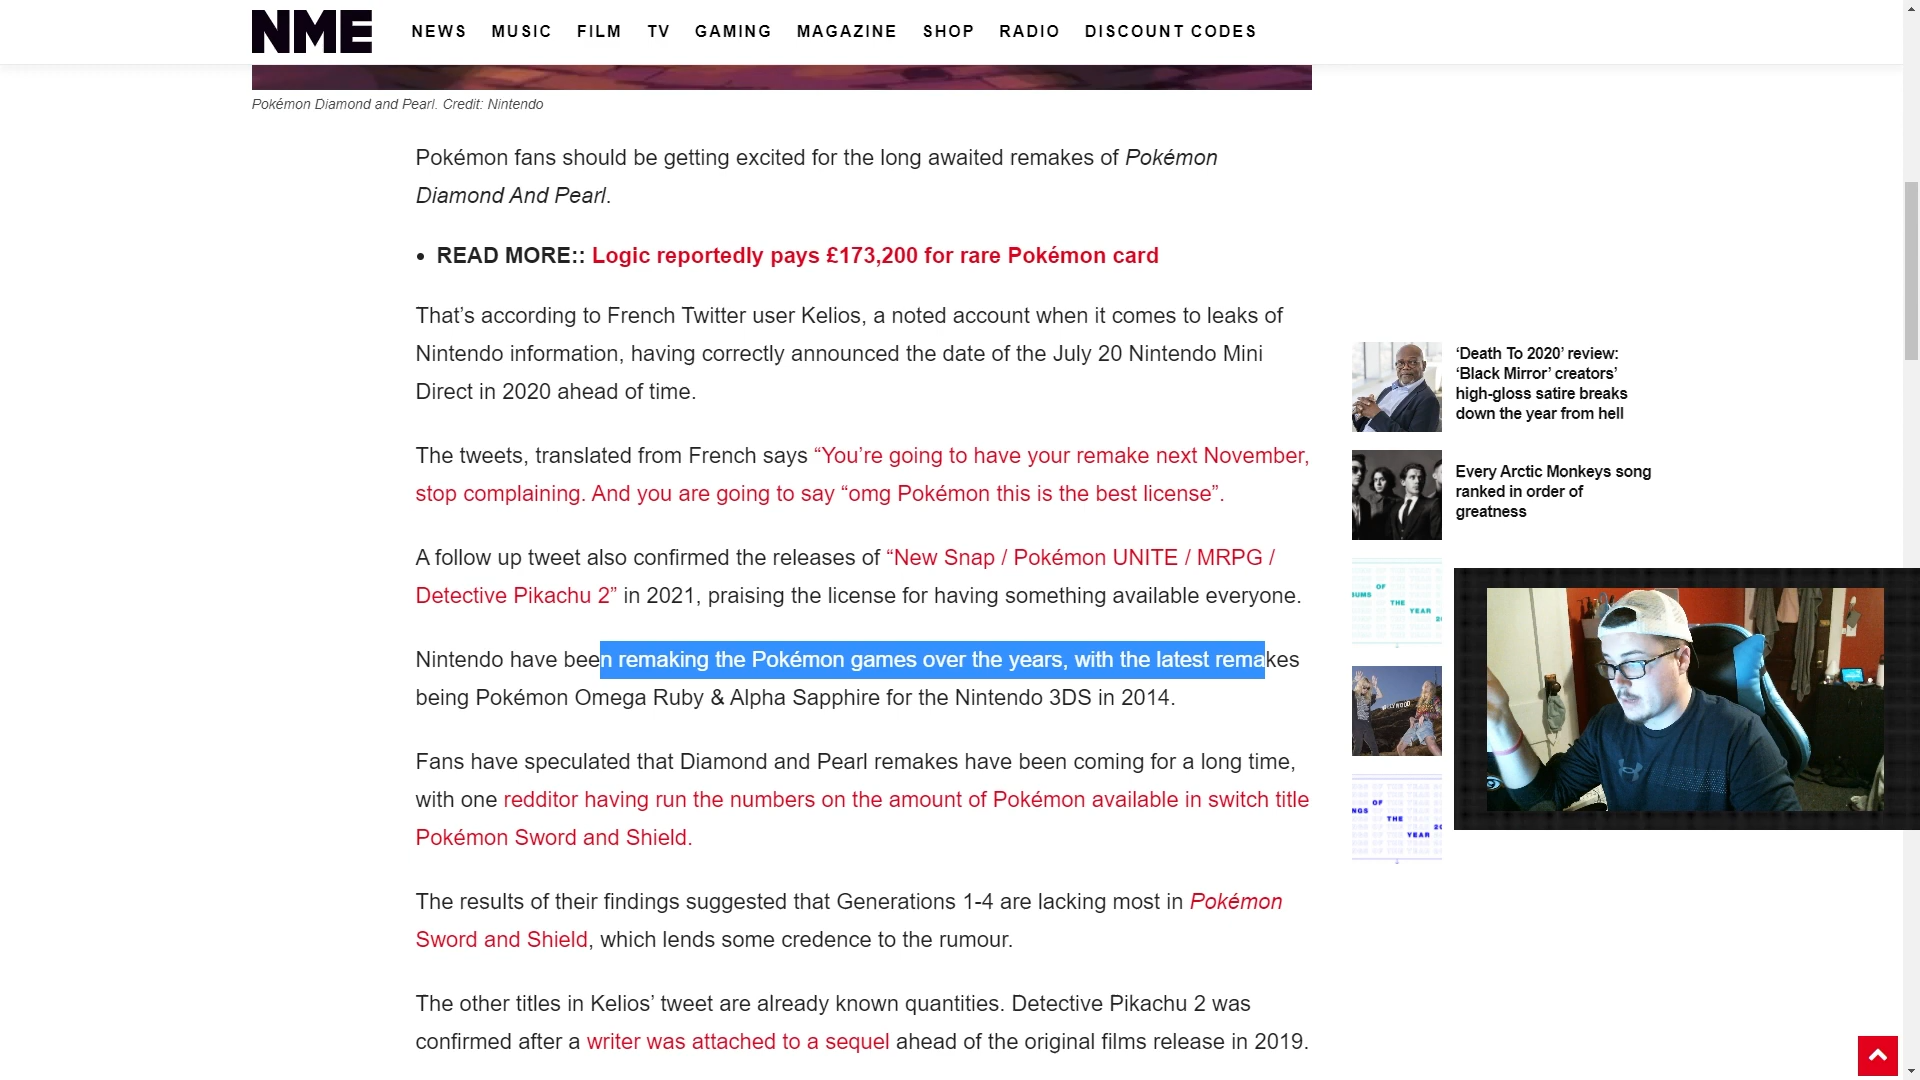 NME
NEWS MUSIC FILM TV GAMING MAGAZINE SHOP RADIO DISCOUNT CODES
Pokémon Diamond and Pearl. Credit: Nintendo
Pokémon fans should be getting excited for the long awaited remakes of Pokémon
Diamond And Pearl.
• READ MORE:: Logic reportedly pays £173,200 for rare Pokémon card
That’s according to French Twitter user Kelios, a noted account when it comes to leaks of
Nintendo information, having correctly announced the date of the July 20 Nintendo Mini
Direct in 2020 ahead of time.
The tweets, translated from French says “You’re going to have your remake next November,
stop complaining. And you are going to say “omg Pokémon this is the best license”.
A follow up tweet also confirmed the releases of “New Snap / Pokémon UNITE / MRPG /
Detective Pikachu 2” in 2021, praising the license for having something available everyone.
Nintendo have been remaking the Pokémon games over the years, with the latest remakes
being Pokémon Omega Ruby & Alpha Sapphire for the Nintendo 3DS in 2014.
Fans have speculated that Diamond and Pearl remakes have been coming for a long time,
with one redditor having run the numbers on the amount of Pokémon available in switch title
Pokémon Sword and Shield.
The results of their findings suggested that Generations 1-4 are lacking most in Pokémon
Sword and Shield, which lends some credence to the rumour.
The other titles in Kelios’ tweet are already known quantities. Detective Pikachu 2 was
confirmed after a writer was attached to a sequel ahead of the original films release in 2019.
‘Death To 2020’ review:
‘Black Mirror’ creators’
high-gloss satire breaks
down the year from hell
Every Arctic Monkeys song
ranked in order of
greatness
OF
THE
YEAR
HOLLYWOOD
OF
THE
YEAR